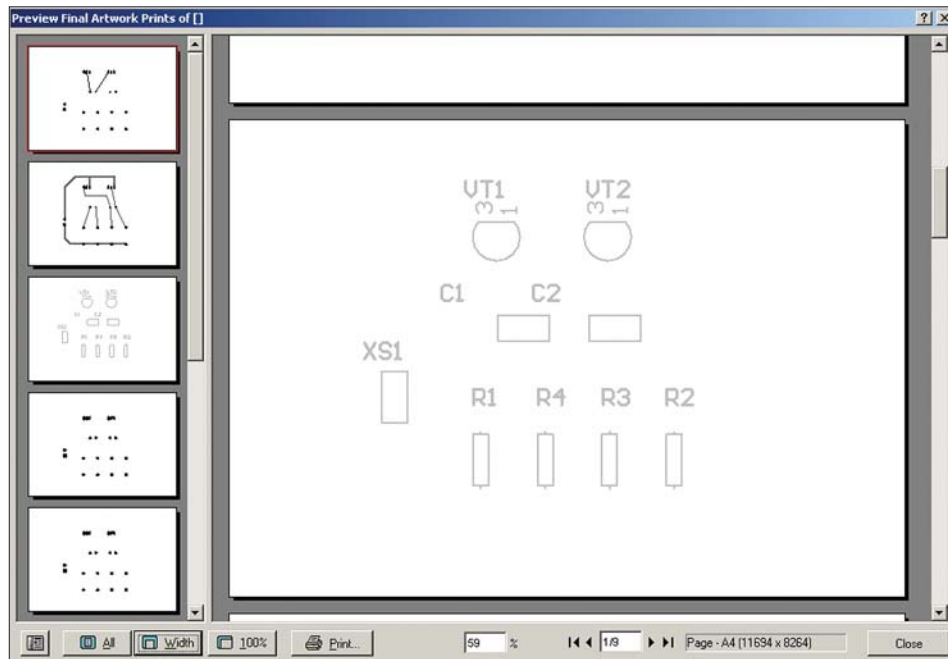 Preview Final Artwork Prints of []
VT1 VT2
3 1 3 1
C1 C2
XS1
R1 R4 R3 R2
All Width 100% Print... 59 % 1/9 Page - A4 (11694 x 8264) Close